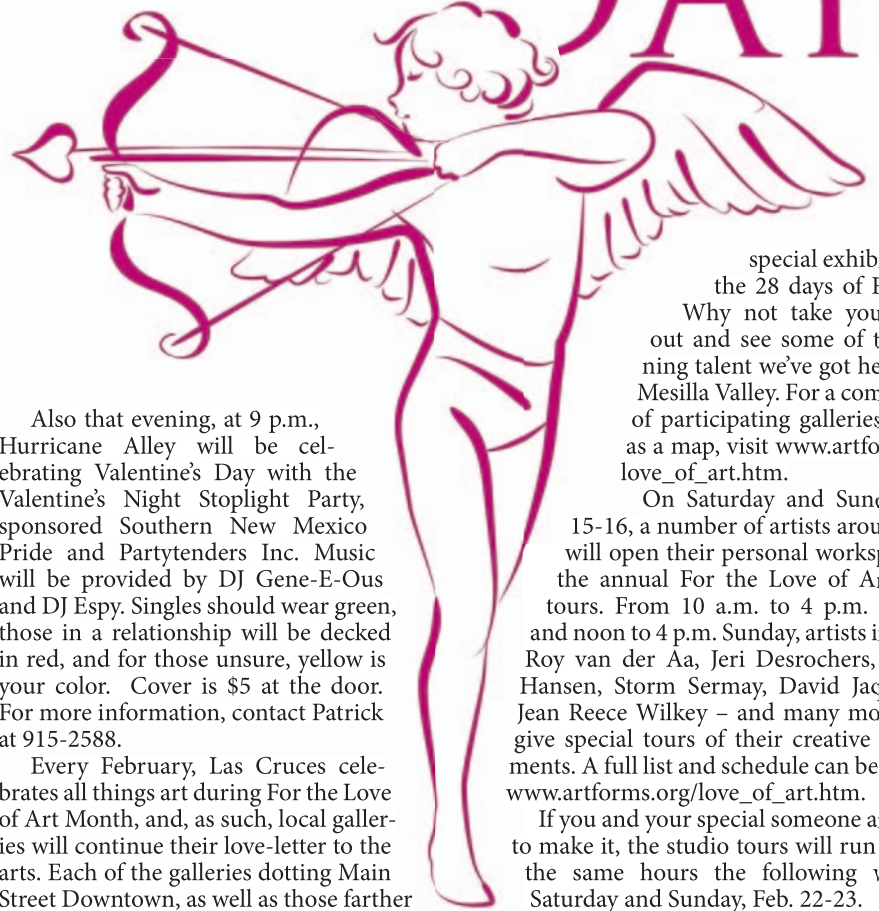 Also that evening, at 9 p.m.,
Hurricane Alley will be cel-
ebrating Valentine’s Day with the
Valentine’s Night Stoplight Party,
sponsored Southern New Mexico
Pride and Partytenders Inc. Music
will be provided by DJ Gene-E-Ous
and DJ Espy. Singles should wear green,
those in a relationship will be decked
in red, and for those unsure, yellow is
your color. Cover is $5 at the door.
For more information, contact Patrick
at 915-2588.
Every February, Las Cruces cele-
brates all things art during For the Love
of Art Month, and, as such, local galler-
ies will continue their love-letter to the
arts. Each of the galleries dotting Main
Street Downtown, as well as those farther
special
the 28 days of
Why not take
out and see some of
ning talent we’ve got
Mesilla Valley. For a
of participating galleries
as a map, visit
love_of_art.htm.
On Saturday and
15-16, a number of artists
will open their personal
the annual For the Love of
tours. From 10 a.m. to 4 p.m.
and noon to 4 p.m. Sunday, artists
Roy van der Aa, Jeri Desrochers,
Hansen, Storm Sermay, David
Jean Reece Wilkey – and many
give special tours of their creative
ments. A full list and schedule can be
www.artforms.org/love_of_art.htm.
If you and your special someone
to make it, the studio tours will run
the same hours the following
Saturday and Sunday, Feb. 22-23.